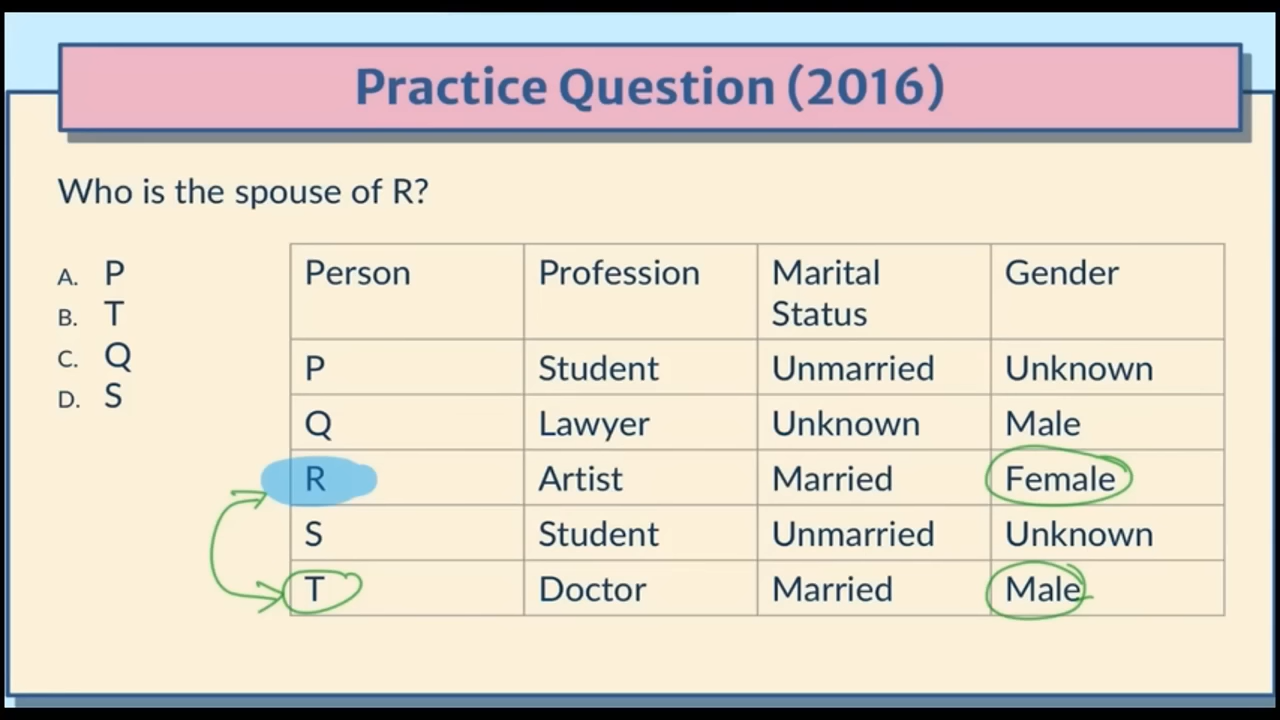 Practice Question (2016)
Who is the spouse of R?
A. P
B. T
C. Q
D. S
Person Profession Marital Status Gender
P Student Unmarried Unknown
Q Lawyer Unknown Male
R Artist Married Female
S Student Unmarried Unknown
T Doctor Married Male